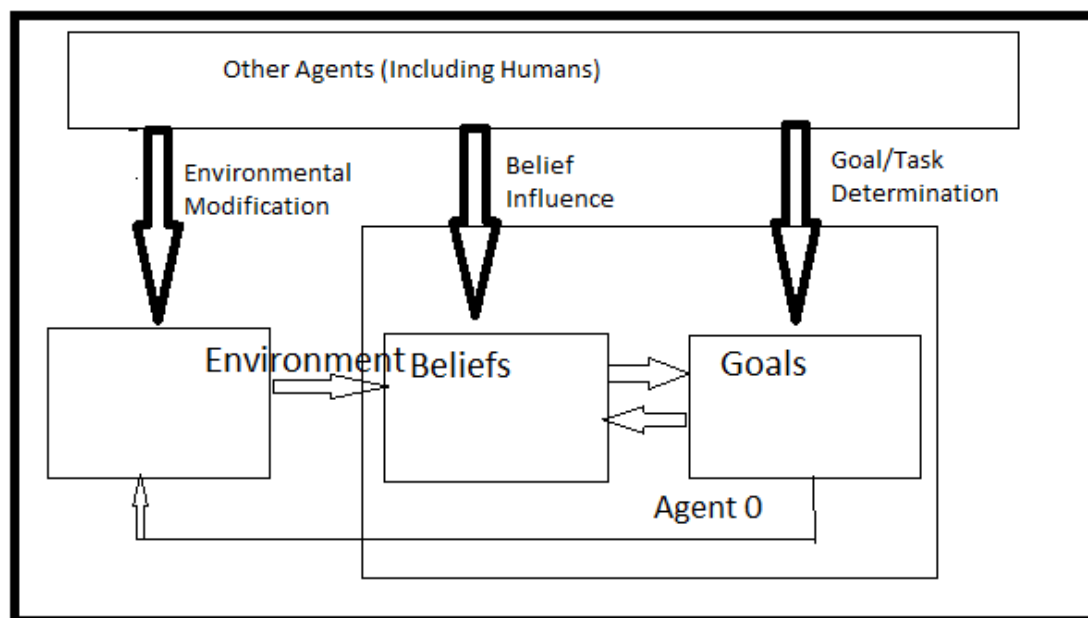 Other Agents (Including Humans)
Environmental
Modification
Belief
Influence
Goal/Task
Determination
Environment
Beliefs
Goals
Agent 0